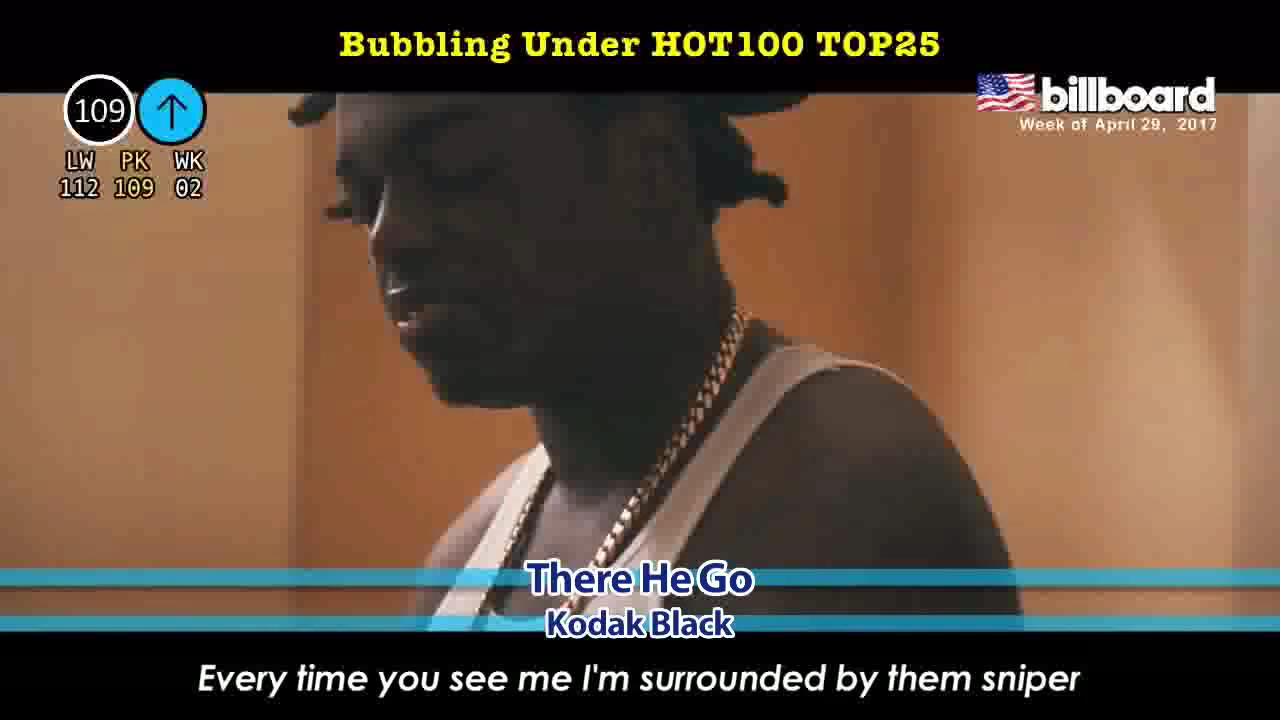 Bubbling Under HOT100 TOP25
109 ↑
LW PK WK
112 109 02
billboard
Week of April 29, 2017
There He Go
Kodak Black
Every time you see me I'm surrounded by them sniper